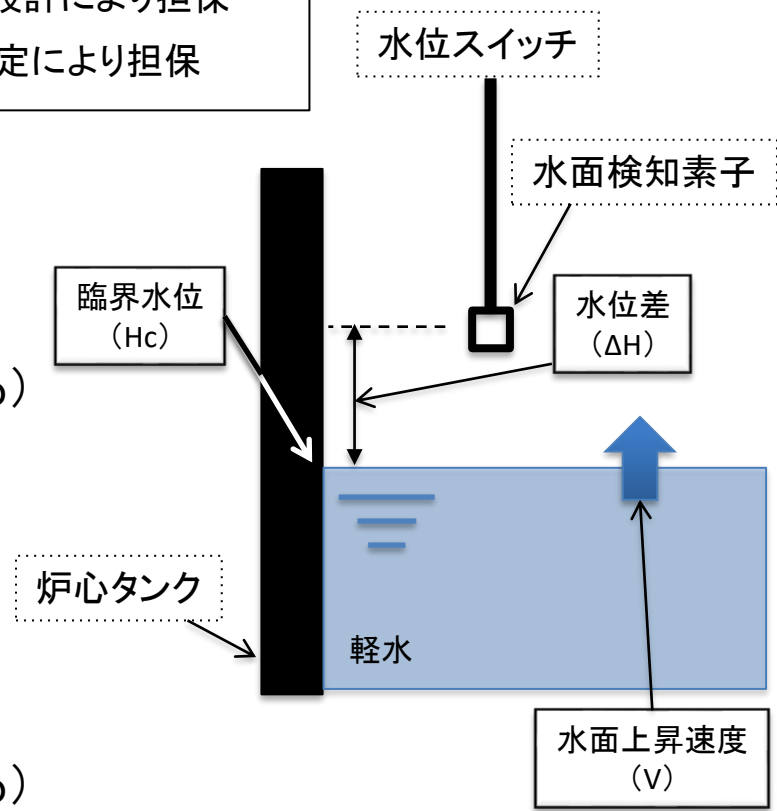 設計により担保
定により担保
水位スイッチ
水面検知素子
臨界水位
（Hc）
水位差
（ΔH）
）
炉心タンク
軽水
水面上昇速度
（V）
）